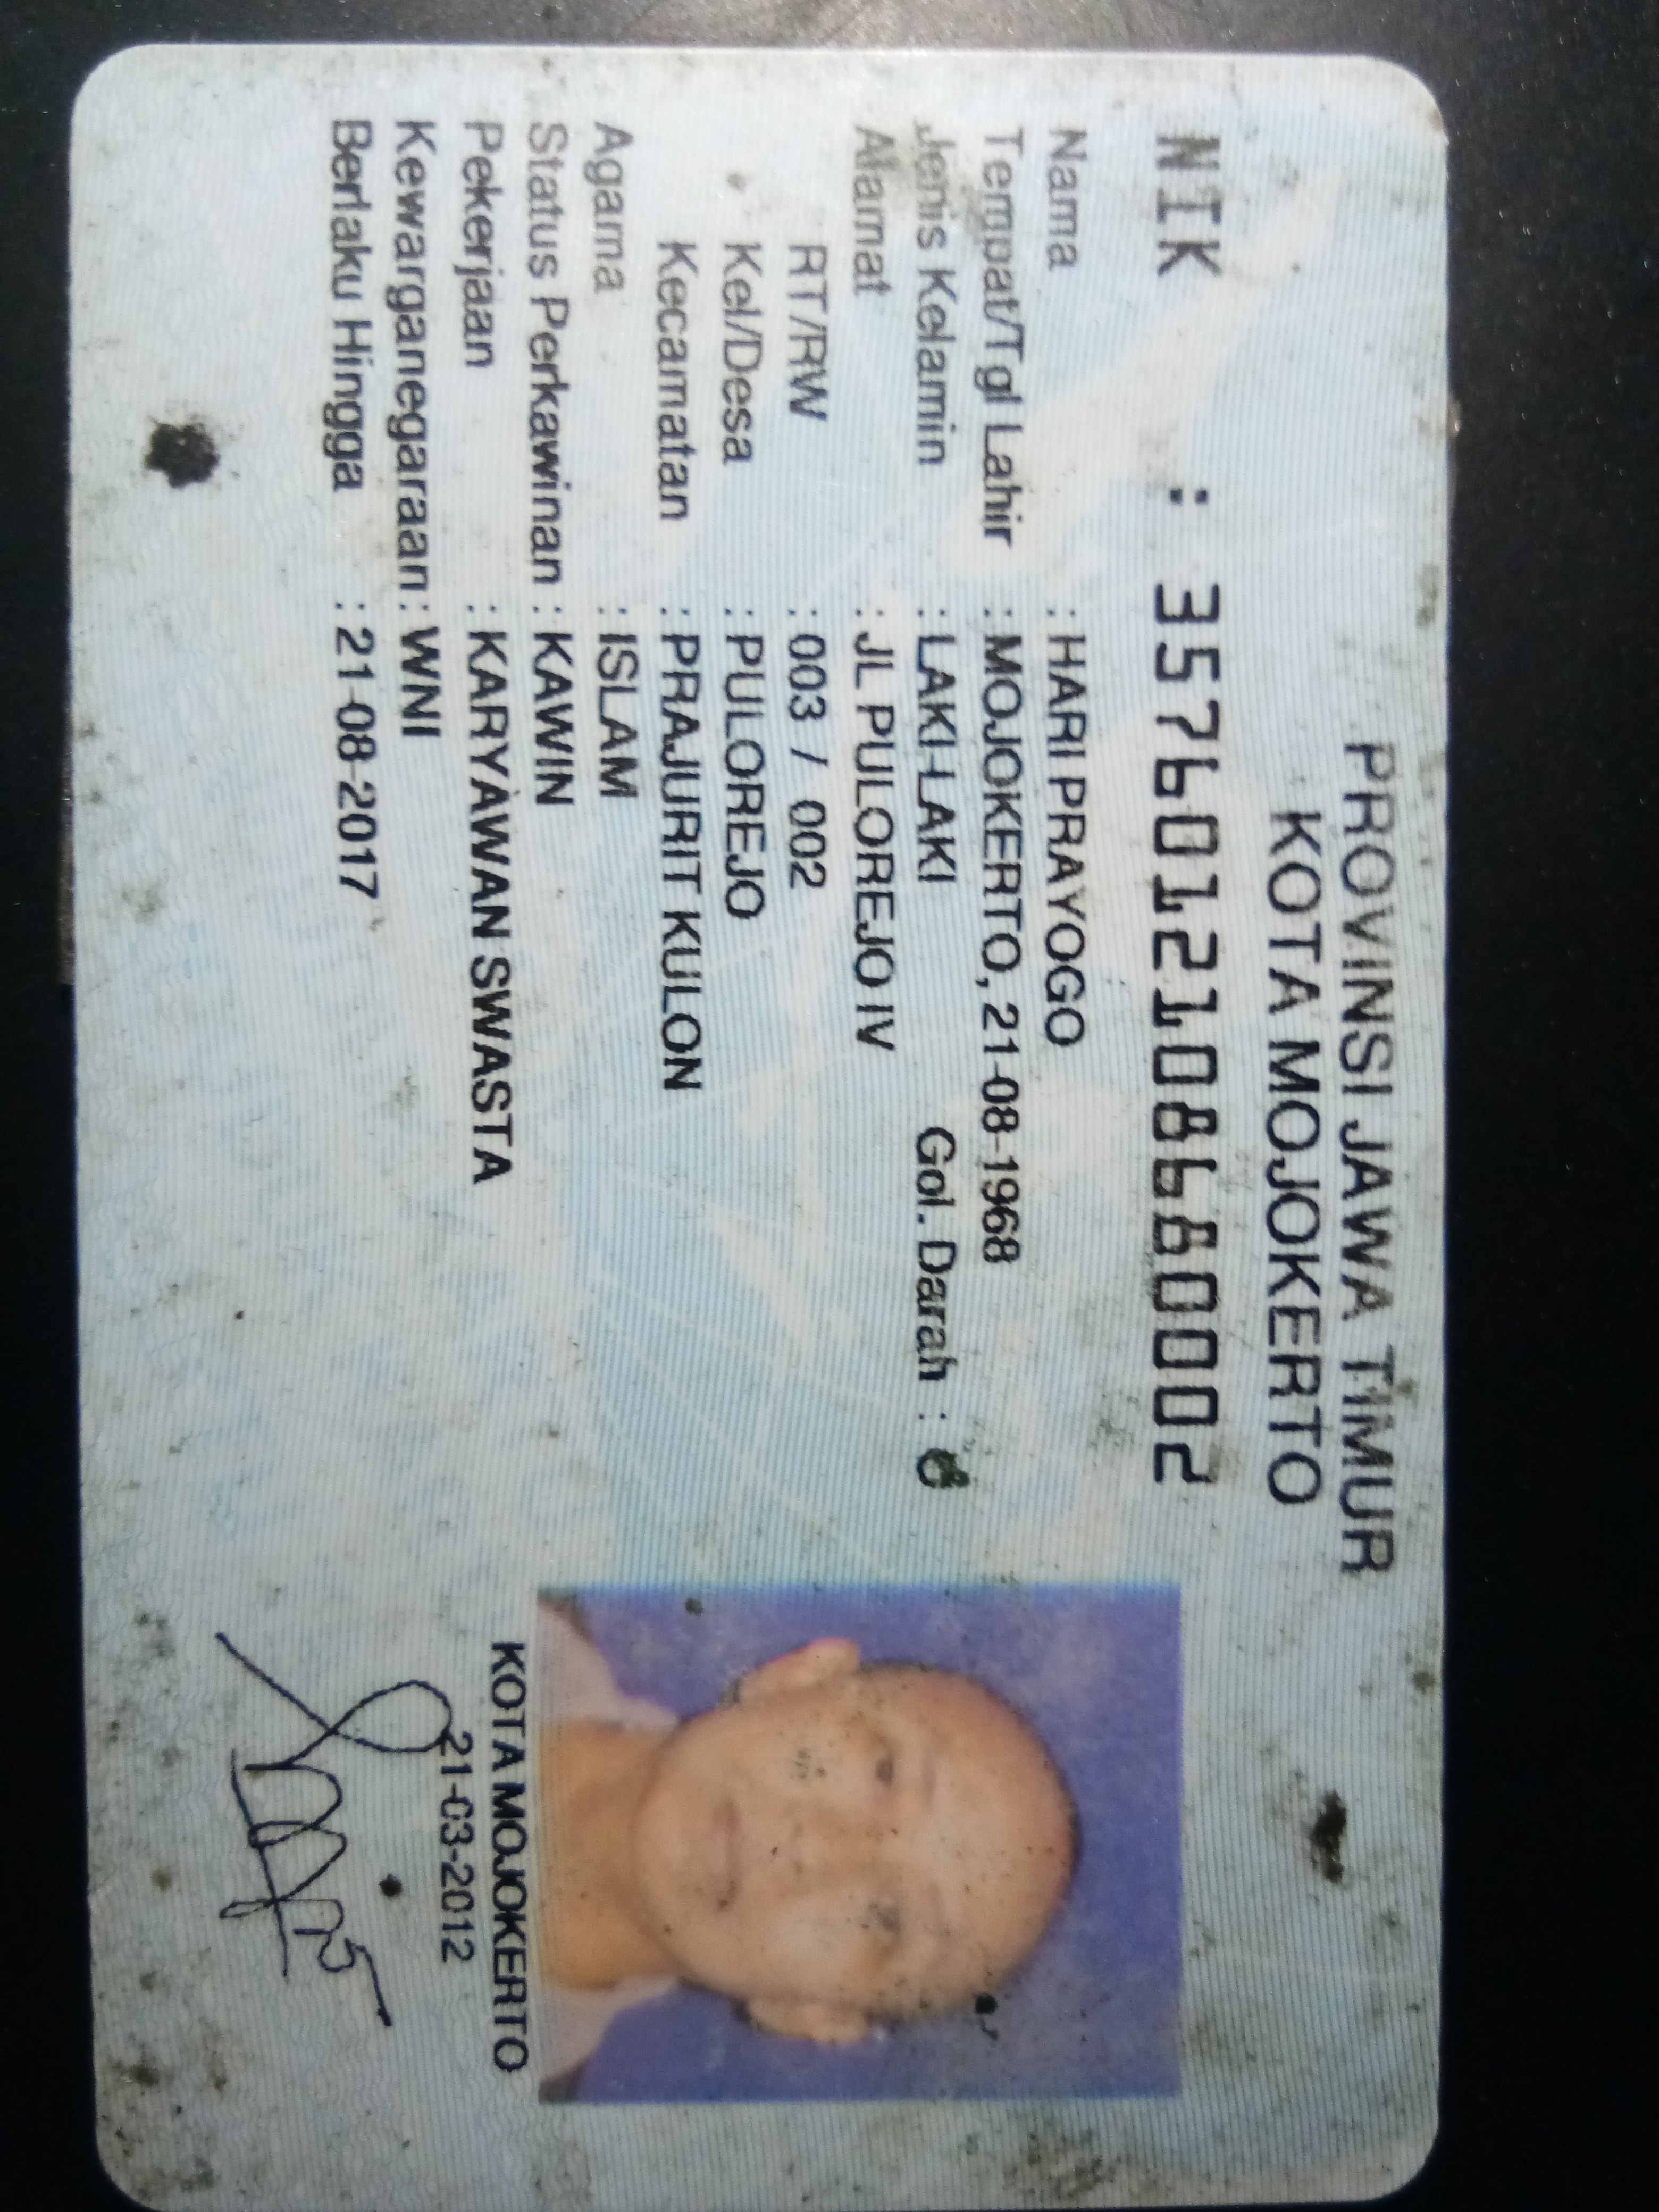 PROVINSI JAWA TIMUR
KOTA MOJOKERTO
NIK : 3576012108680002
Nama : HARI PRAYOGO
Tempat/Tgl Lahir : MOJOKERTO, 21-08-1968
Jenis Kelamin : LAKI-LAKI Gol. Darah :
Alamat : JL PULOREJO IV
RT/RW : 003 / 002
Kel/Desa : PULOREJO
Kecamatan : PRAJURIT KULON
Agama : ISLAM
Status Perkawinan : KAWIN
Pekerjaan : KARYAWAN SWASTA
Kewarganegaraan : WNI
Berlaku Hingga : 21-08-2017
KOTA MOJOKERTO
21-03-2012